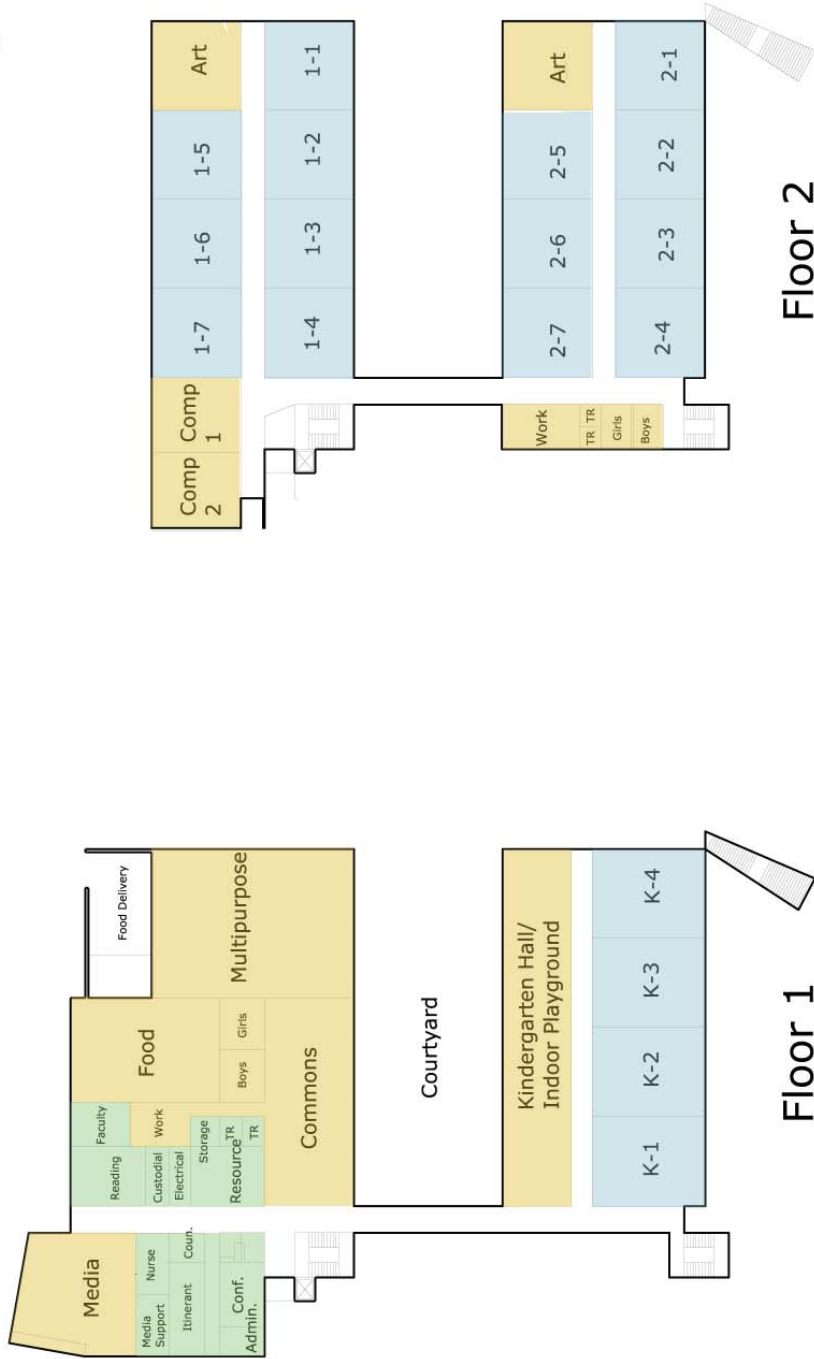 Art
1-1
1-5
1-2
1-6
1-3
1-7
1-4
Comp
1
Comp
2
Art
2-1
2-5
2-2
2-6
2-3
2-7
2-4
Work
TR
TR
Girls
Boys
Floor 2
Food Delivery
Multipurpose
Food
Girls
Boys
Commons
Faculty
Work
Reading
Custodial
Electrical
Storage
Resource
TR
TR
Media
Nurse
Coun.
Media
Support
Itinerant
Conf.
Admin.
Courtyard
Kindergarten Hall/
Indoor Playground
K-4
K-3
K-2
K-1
Floor 1